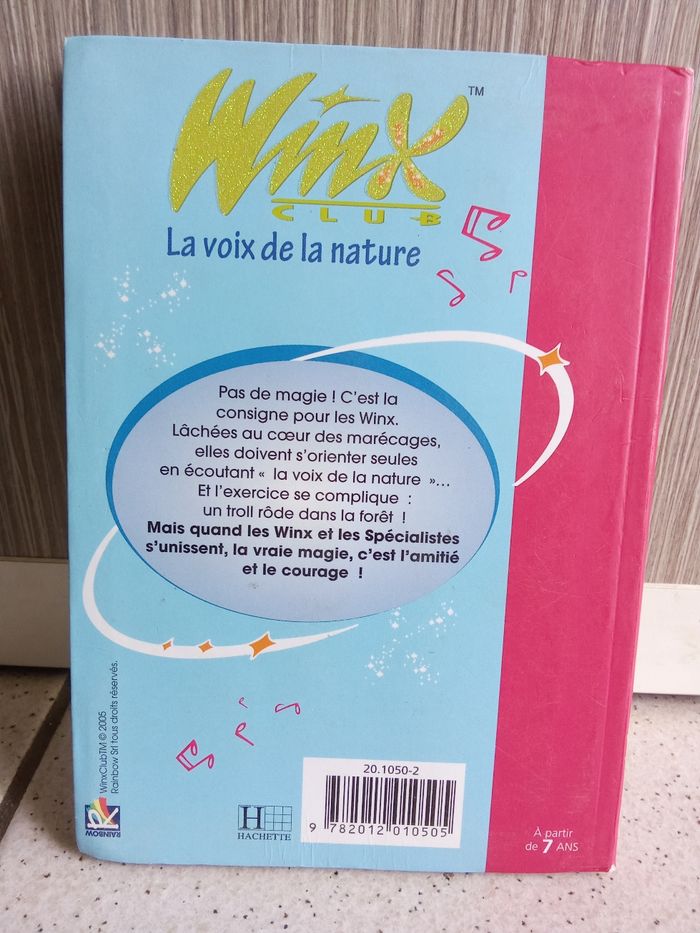 Winx™
CLUB
La voix de la nature
Pas de magie ! C’est la
consigne pour les Winx.
Lâchées au cœur des marécages,
elles doivent s’orienter seules
en écoutant « la voix de la nature »...
Et l’exercice se complique :
un troll rôde dans la forêt !
Mais quand les Winx et les Spécialistes
s’unissent, la vraie magie, c’est l’amitié
et le courage !
WinxClubTM © 2005
Rainbow Srl tous droits réservés.
RAINBOW
H
HACHETTE
20.1050-2
9 782012 010505
À partir
de 7 ANS